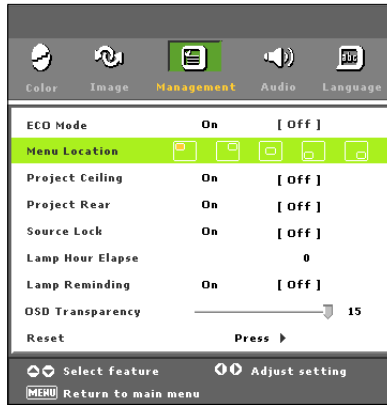 Color Image Management Audio Language
ECO Mode On [ Off ]
Menu Location
Project Ceiling On [ Off ]
Project Rear On [ Off ]
Source Lock On [ Off ]
Lamp Hour Elapse 0
Lamp Reminding On [ Off ]
OSD Transparency 15
Reset Press
Select feature Adjust setting
MENU Return to main menu